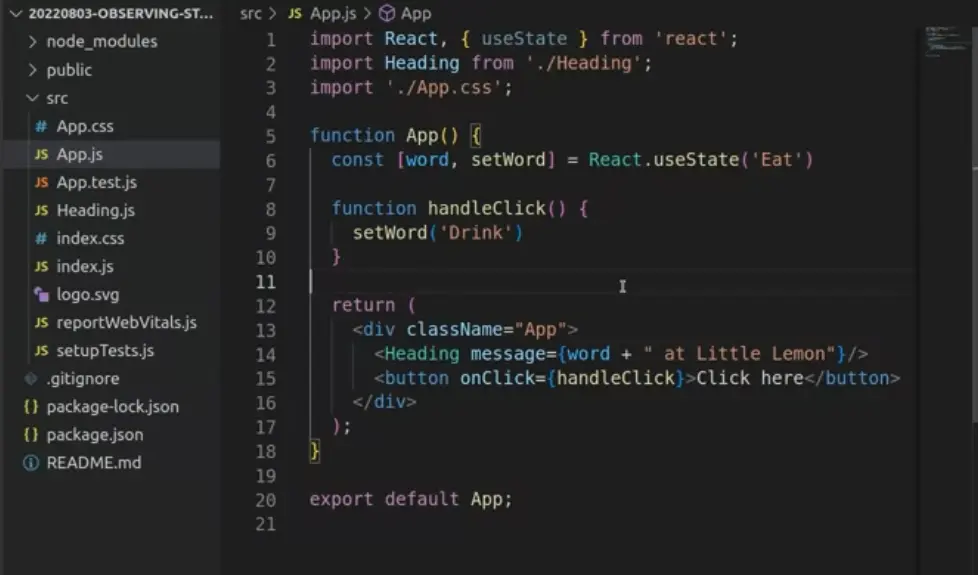 20220803-OBSERVING-ST...
node_modules
public
src
# App.css
JS App.js
JS App.test.js
JS Heading.js
# index.css
JS index.js
logo.svg
JS reportWebVitals.js
JS setupTests.js
.gitignore
{} package-lock.json
{} package.json
README.md
src > JS App.js > App
1 import React, { useState } from 'react';
2 import Heading from './Heading';
3 import './App.css';
4
5 function App() {
6 const [word, setWord] = React.useState('Eat')
7
8 function handleClick() {
9 setWord('Drink')
10 }
11
12 return (
13 <div className="App">
14 <Heading message={word + " at Little Lemon"}/>
15 <button onClick={handleClick}>Click here</button>
16 </div>
17 );
18 }
19
20 export default App;
21